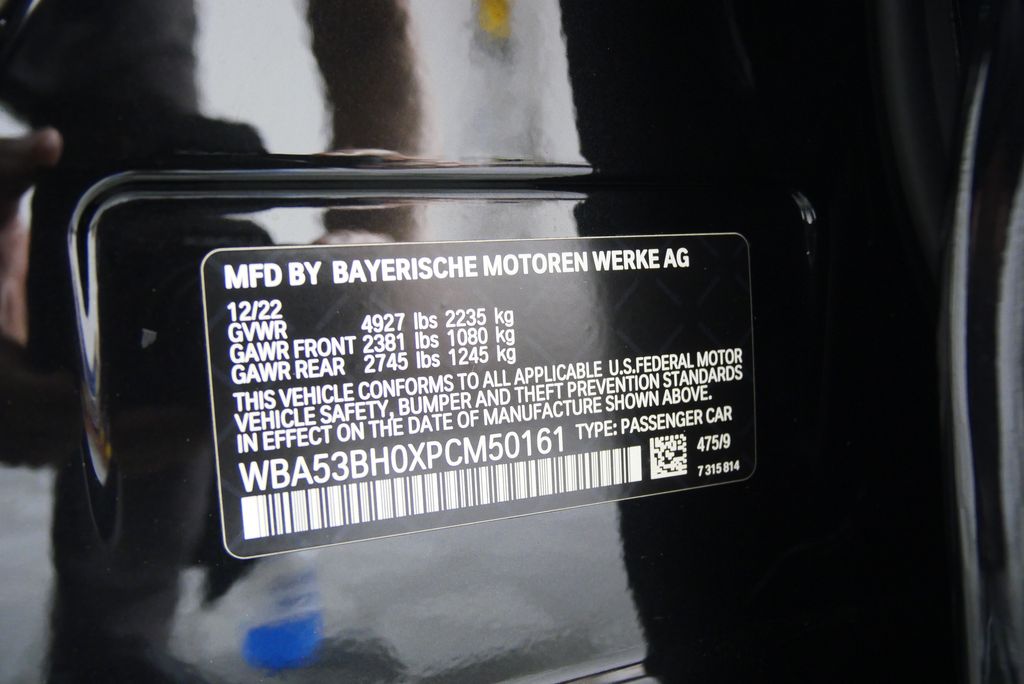 MFD BY BAYERISCHE MOTOREN WERKE AG
12/22
GVWR 4927 lbs 2235 kg
GAWR FRONT 2381 lbs 1080 kg
GAWR REAR 2745 lbs 1245 kg
THIS VEHICLE CONFORMS TO ALL APPLICABLE U.S.FEDERAL MOTOR
VEHICLE SAFETY, BUMPER AND THEFT PREVENTION STANDARDS
IN EFFECT ON THE DATE OF MANUFACTURE SHOWN ABOVE.
WBA53BH0XPCM50161 TYPE: PASSENGER CAR
475/9
7 315 814